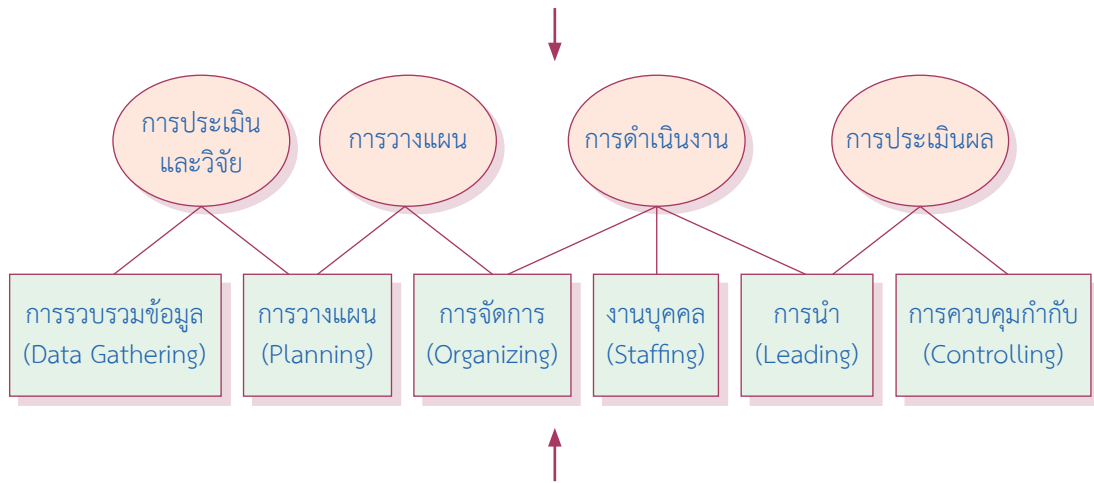 การประเมิน
และวิจัย
การวางแผน
การดำเนินงาน
การประเมินผล
การรวบรวมข้อมูล
(Data Gathering)
การวางแผน
(Planning)
การจัดการ
(Organizing)
งานบุคคล
(Staffing)
การนำ
(Leading)
การควบคุมกำกับ
(Controlling)